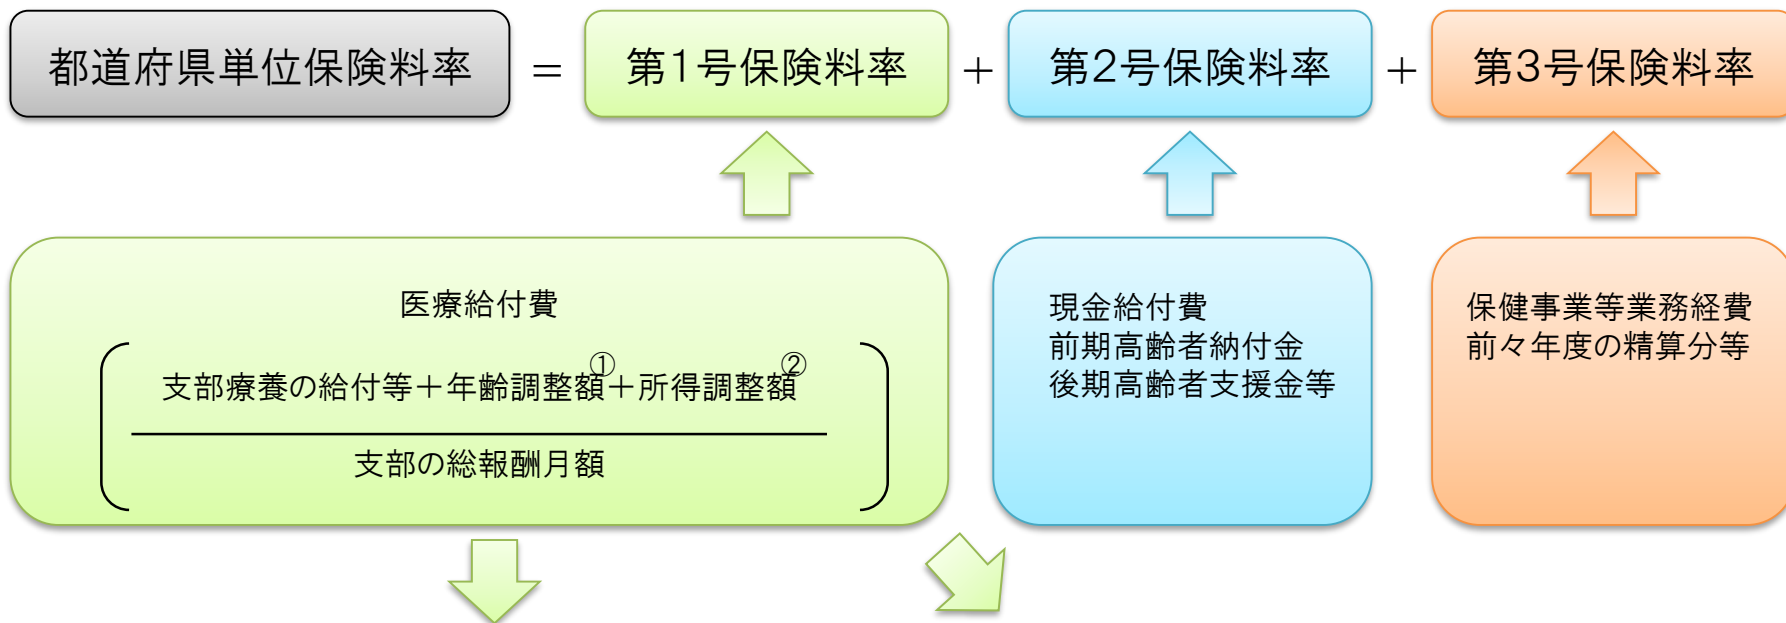 都道府県単位保険料率 = 第1号保険料率 + 第2号保険料率 + 第3号保険料率
医療給付費
支部療養の給付等+年齢調整額①+所得調整額②
支部の総報酬月額
現金給付費
前期高齢者納付金
後期高齢者支援金等
保健事業等業務経費
前々年度の精算分等